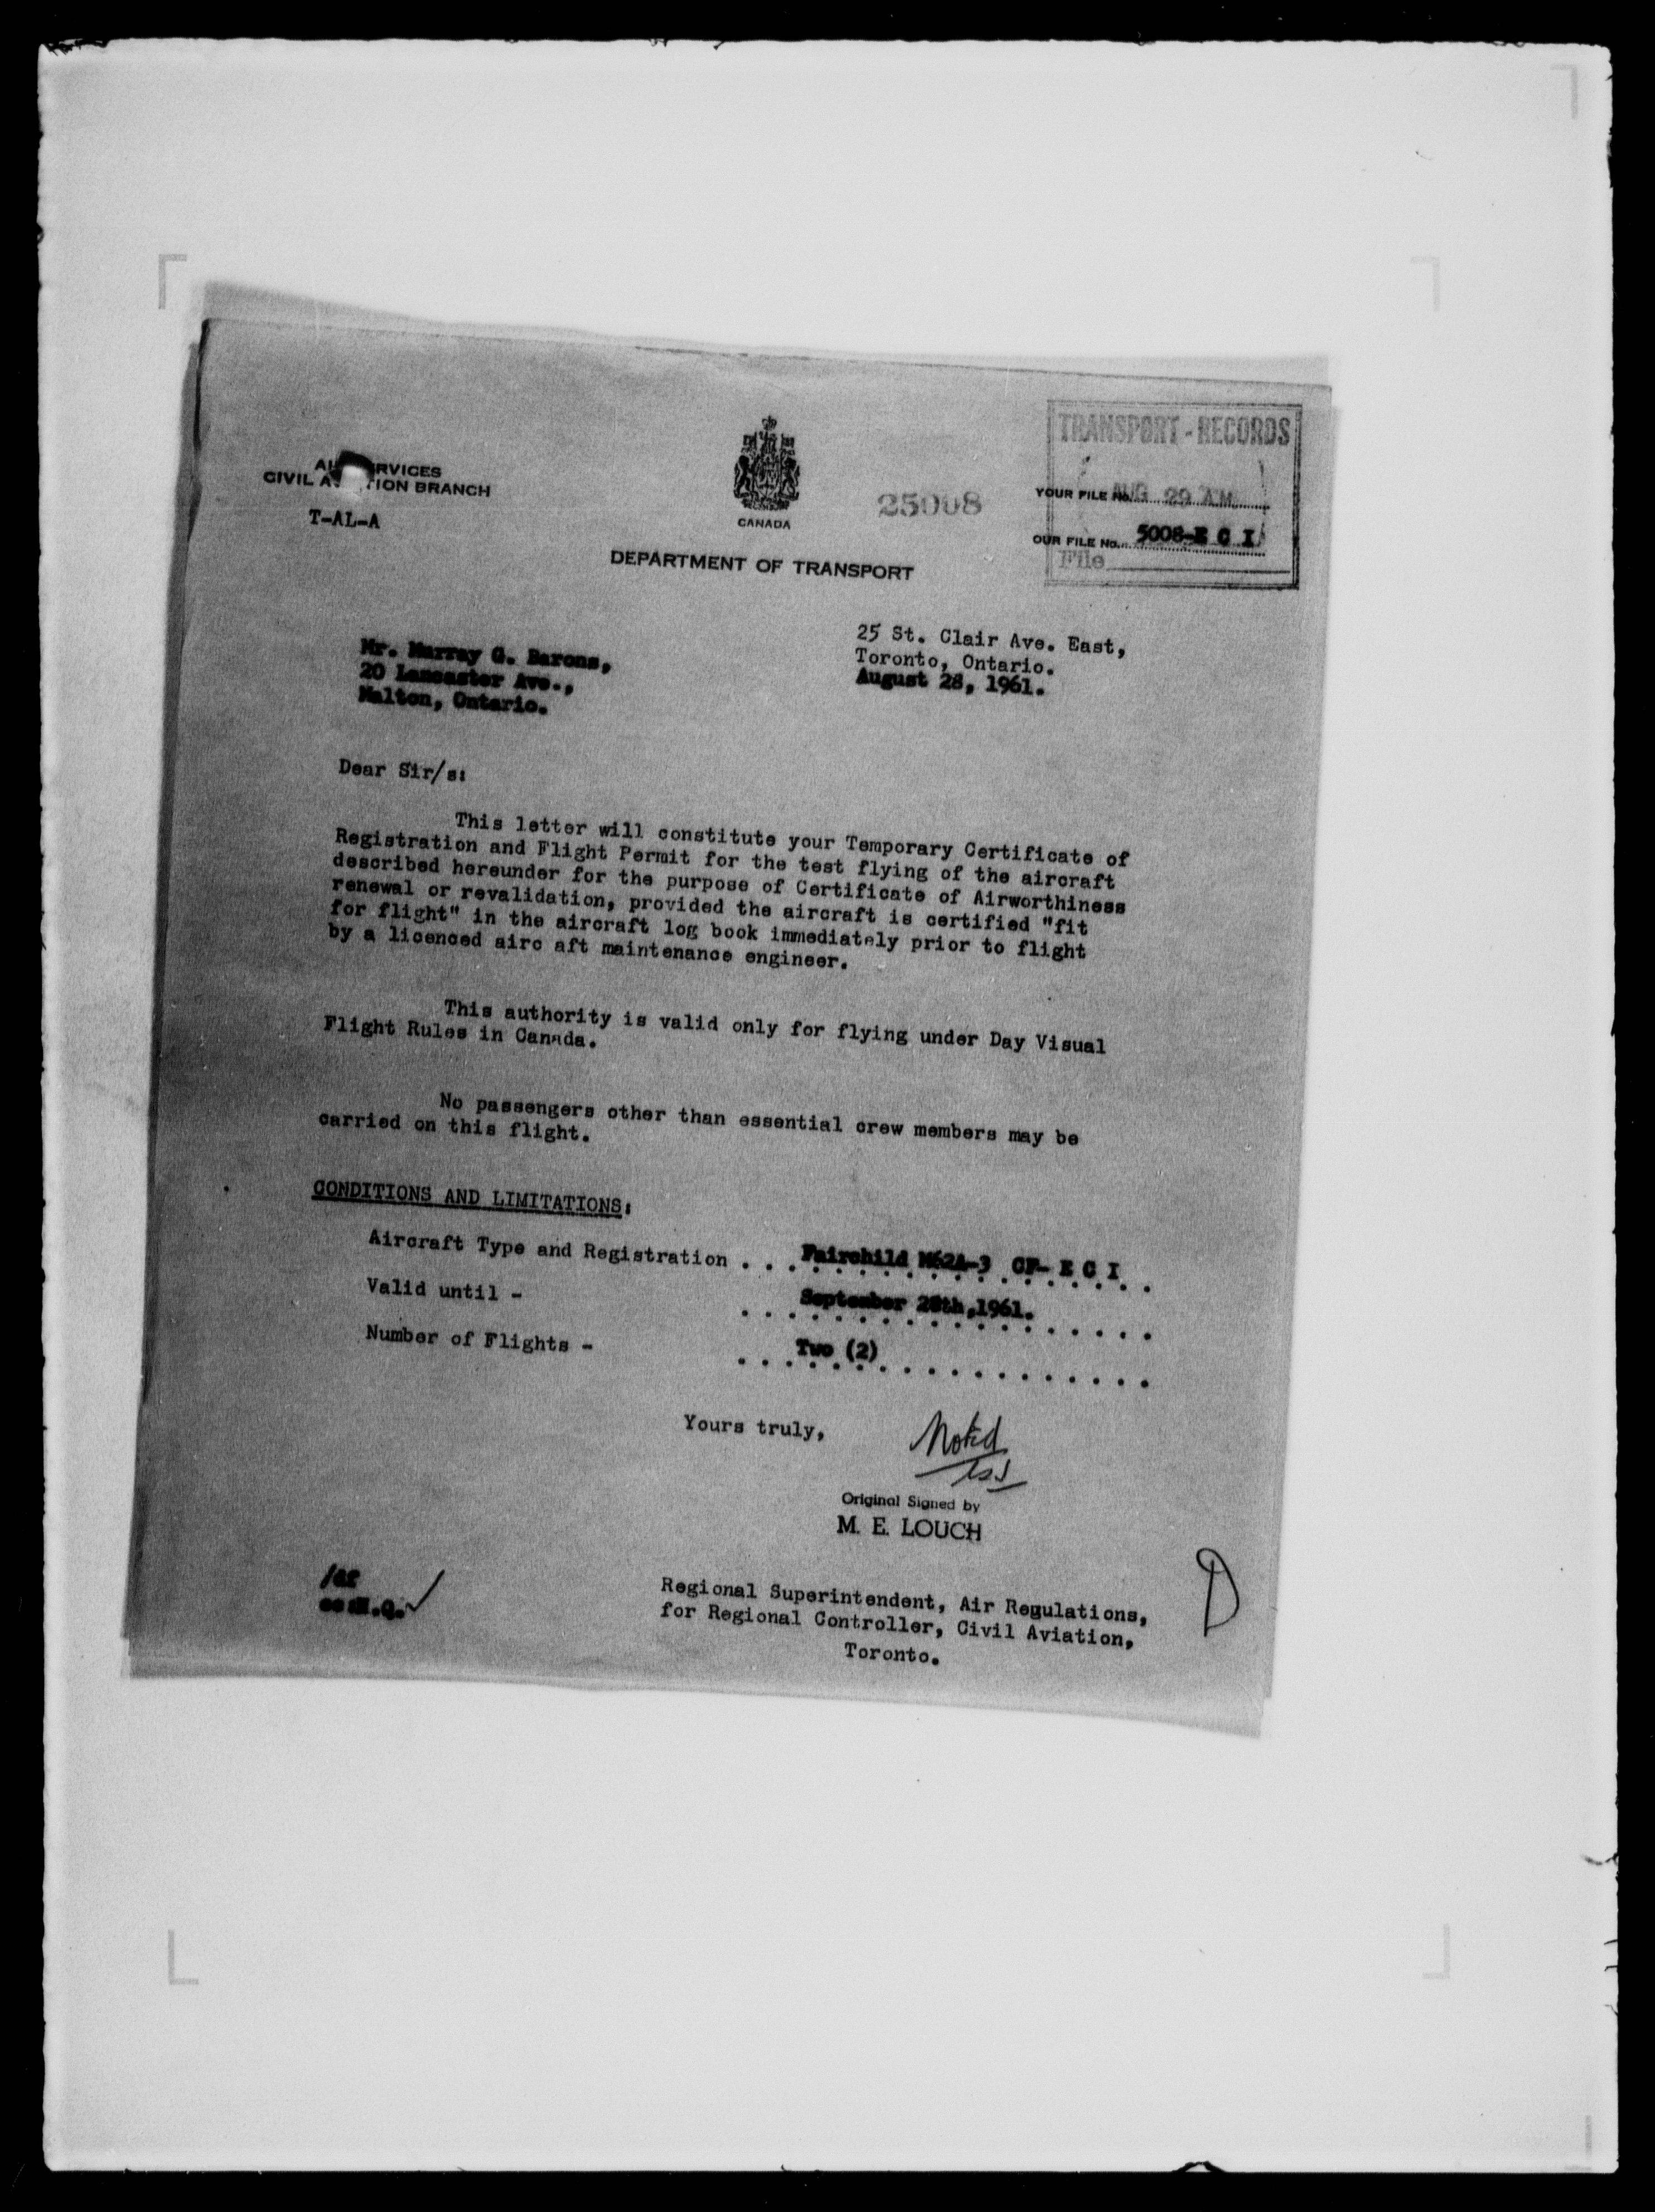 TRANSPORT - RECORDS
RVICES
CIVIL A TION BRANCH
T-AL-A
CANADA
25008
YOUR FILE No. AUG 29 A.M.
OUR FILE No. 5008-E C I
File
DEPARTMENT OF TRANSPORT
25 St. Clair Ave. East,
Toronto, Ontario.
August 28, 1961.
Mr. Murray G. Barons,
20 Lancaster Ave.,
Malton, Ontario.
Dear Sir/s:
This letter will constitute your Temporary Certificate of
Registration and Flight Permit for the test flying of the aircraft
described hereunder for the purpose of Certificate of Airworthiness
renewal or revalidation, provided the aircraft is certified "fit
for flight" in the aircraft log book immediately prior to flight
by a licenced airc aft maintenance engineer.
This authority is valid only for flying under Day Visual
Flight Rules in Canada.
No passengers other than essential crew members may be
carried on this flight.
CONDITIONS AND LIMITATIONS:
Aircraft Type and Registration . . . Fairchild M62A-3 CF- E C I
Valid until - September 28th,1961.
Number of Flights - Two (2)
Yours truly,
Noted
Original Signed by
M. E. LOUCH
Regional Superintendent, Air Regulations,
for Regional Controller, Civil Aviation,
Toronto.
D